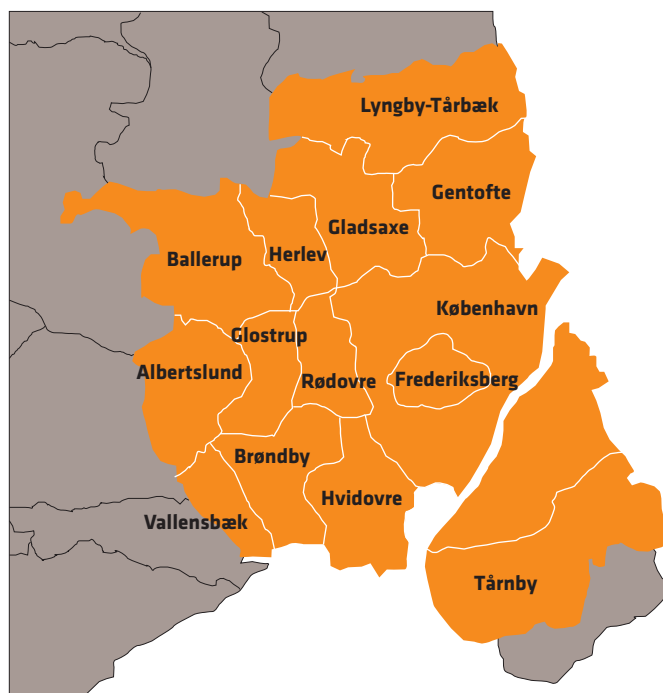 Lyngby-Tårbæk
Gentofte
Gladsaxe
Herlev
Ballerup
København
Glostrup
Albertslund
Rødovre
Frederiksberg
Brøndby
Hvidovre
Vallensbæk
Tårnby